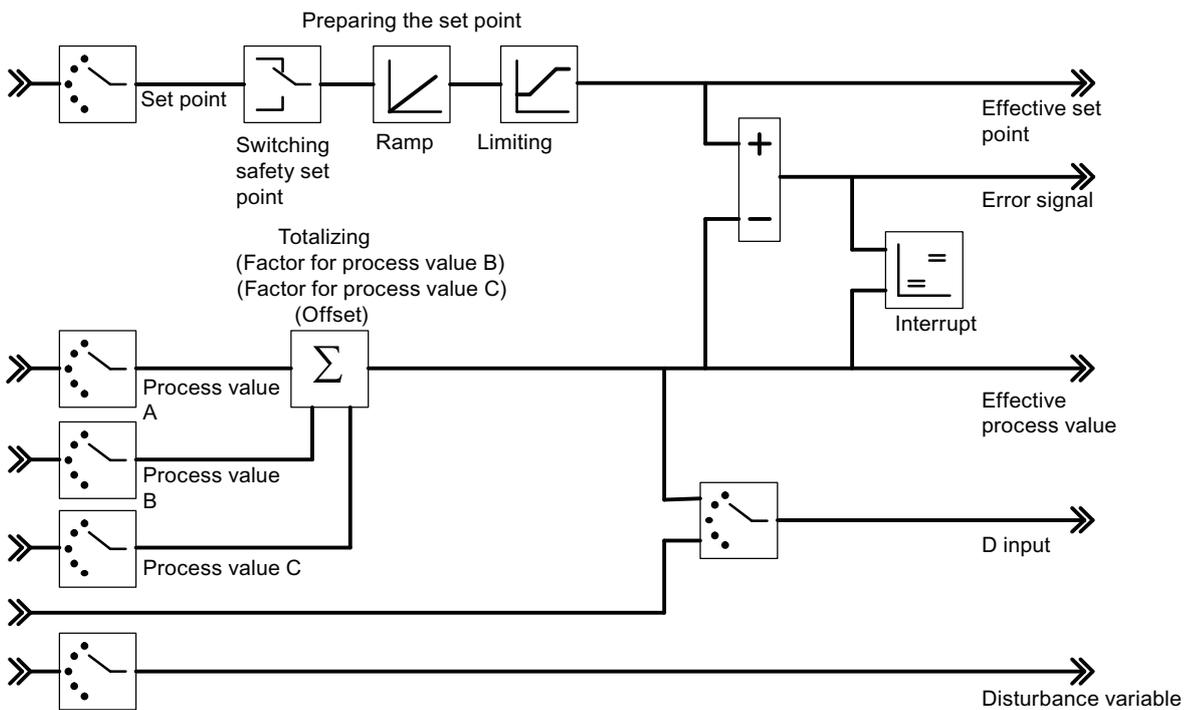 Preparing the set point
Set point
Switching
safety set
point
Ramp
Limiting
Effective set
point
+
−
Error signal
Totalizing
(Factor for process value B)
(Factor for process value C)
(Offset)
Σ
=
=
Interrupt
Process value
A
Process value
B
Process value C
Effective
process value
D input
Disturbance variable